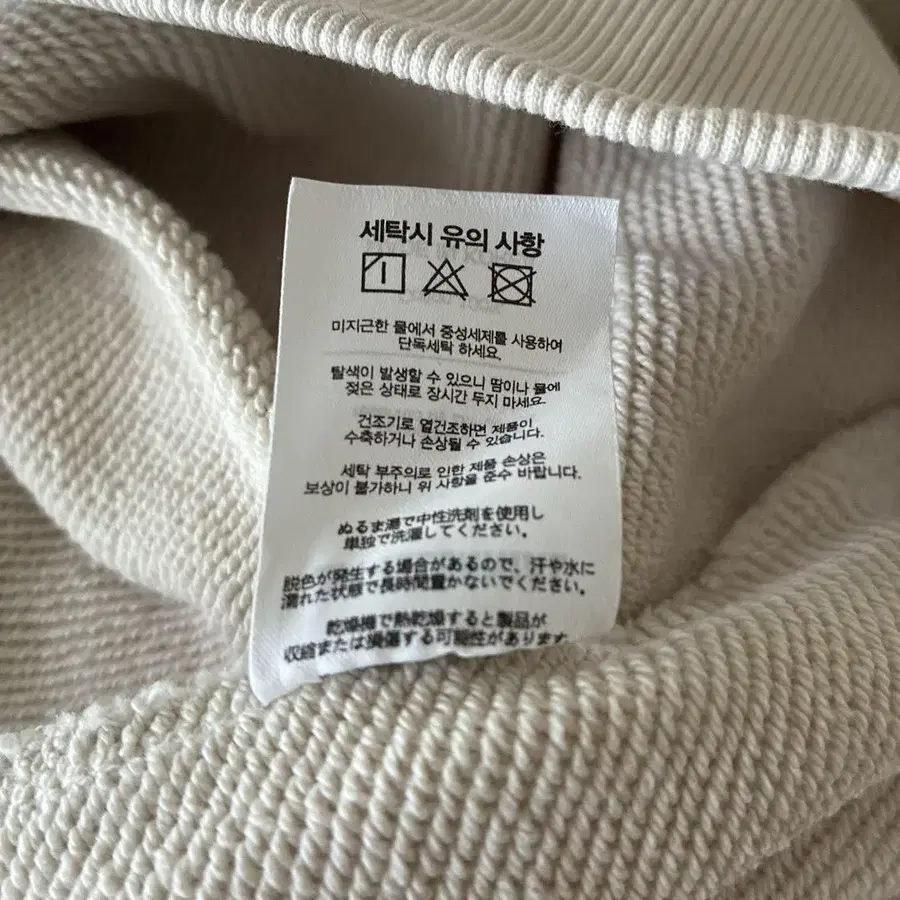 세탁시 유의 사항
미지근한 물에서 중성세제를 사용하여
단독세탁 하세요.
탈색이 발생할 수 있으니 땀이나 물에
젖은 상태로 장시간 두지 마세요.
건조기로 열건조하면 제품이
수축하거나 손상될 수 있습니다.
세탁 부주의로 인한 제품 손상은
보상이 불가하니 위 사항을 준수 바랍니다.
ぬるま湯で中性洗剤を使用し
単独で洗濯してください。
脱色が発生する場合があるので、汗や水に
濡れた状態で長時間置かないでください。
乾燥機で熱乾燥すると製品が
収縮または損傷する可能性があります